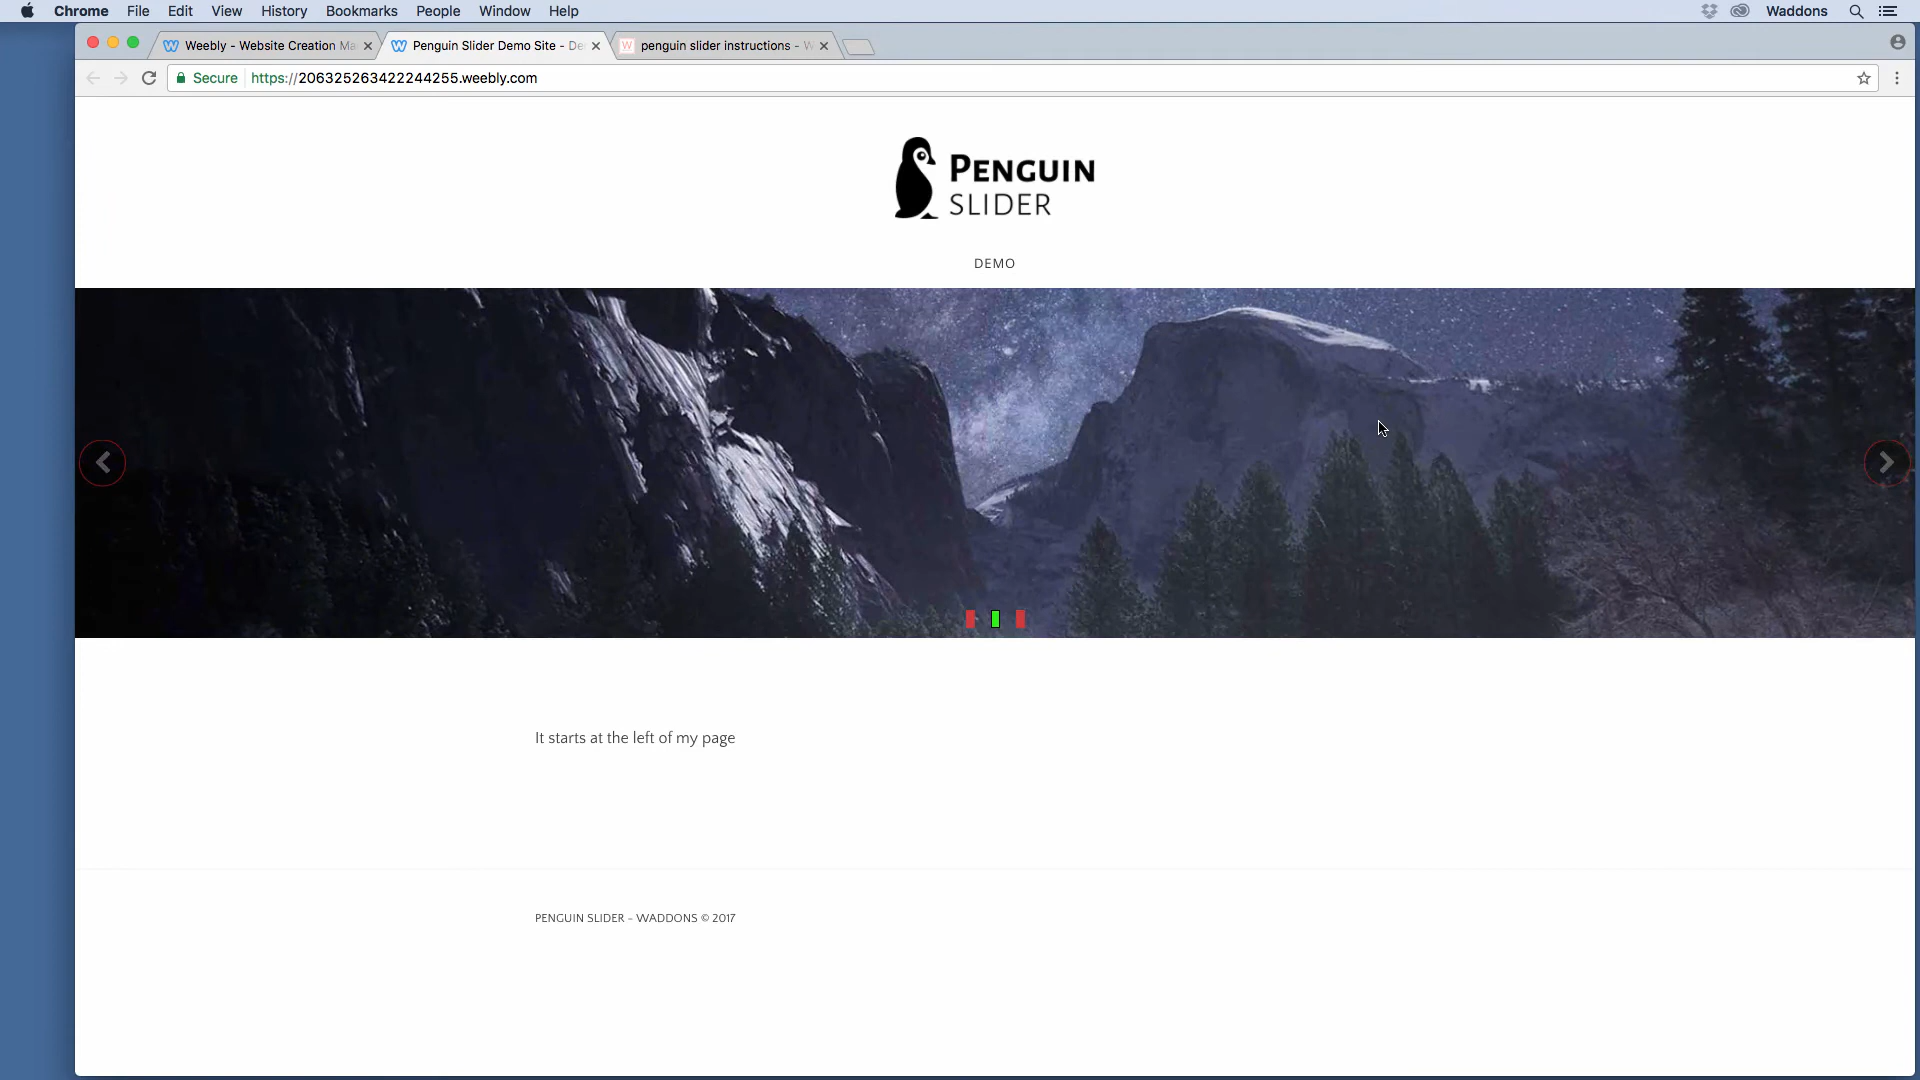 Chrome File Edit View History Bookmarks People Window Help Waddons
Weebly - Website Creation Ma
Penguin Slider Demo Site - De
penguin slider instructions - W
Secure https://206325263422244255.weebly.com
PENGUIN
SLIDER
DEMO
It starts at the left of my page
PENGUIN SLIDER - WADDONS © 2017